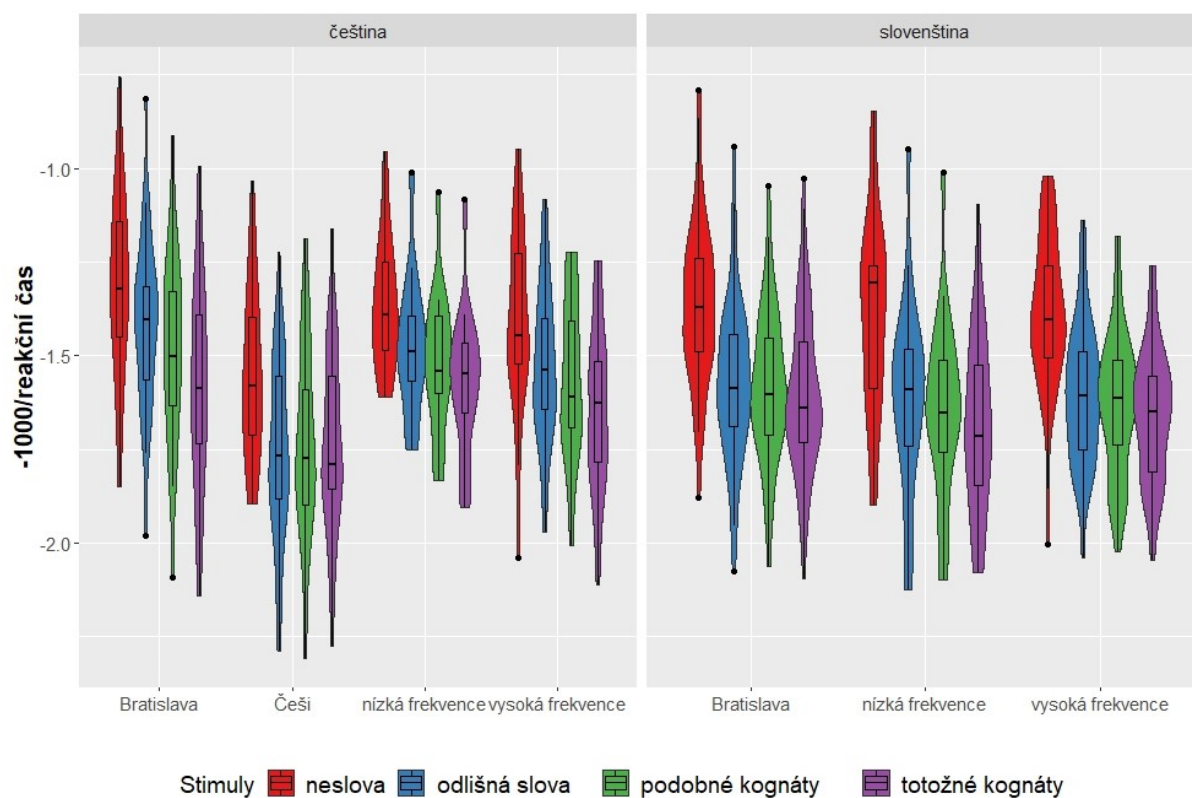 čeština
slovenština
-1000/reakční čas
-1.0
-1.5
-2.0
Bratislava Češi nízká frekvence vysoká frekvence Bratislava nízká frekvence vysoká frekvence
Stimuly neslova odlišná slova podobné kognáty totožné kognáty